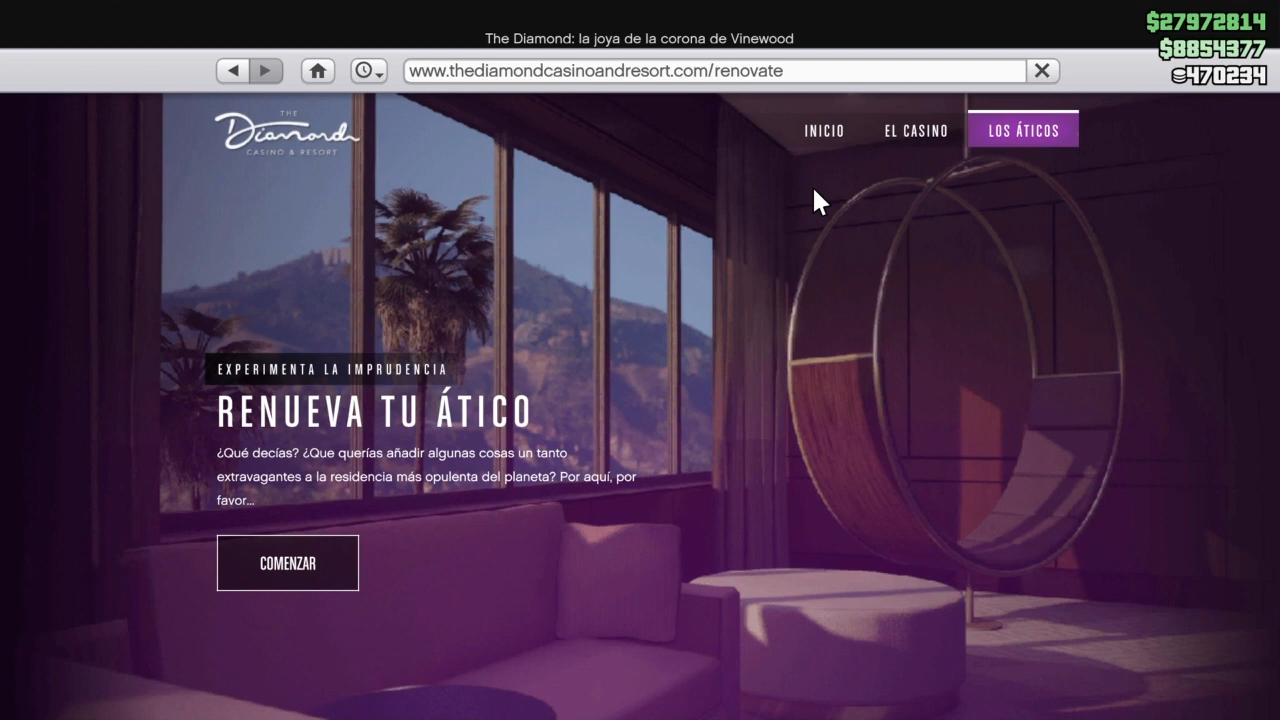 $27972814
The Diamond: la joya de la corona de Vinewood
$8854377
www.thediamondcasinoandresort.com/renovate
470234
THE
Diamond
CASINO & RESORT
INICIO
EL CASINO
LOS ÁTICOS
EXPERIMENTA LA IMPRUDENCIA
RENUEVA TU ÁTICO
¿Qué decías? ¿Que querías añadir algunas cosas un tanto
extravagantes a la residencia más opulenta del planeta? Por aquí, por
favor...
COMENZAR